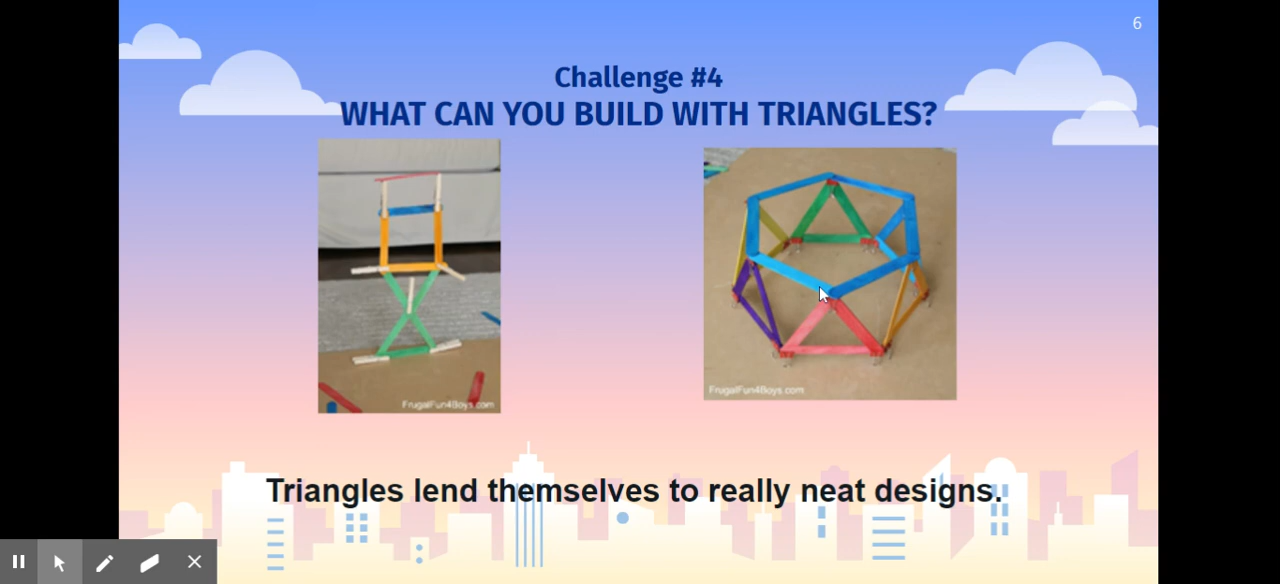 6
Challenge #4
WHAT CAN YOU BUILD WITH TRIANGLES?
FrugalFun4Boys.com
FrugalFun4Boys.com
Triangles lend themselves to really neat designs.